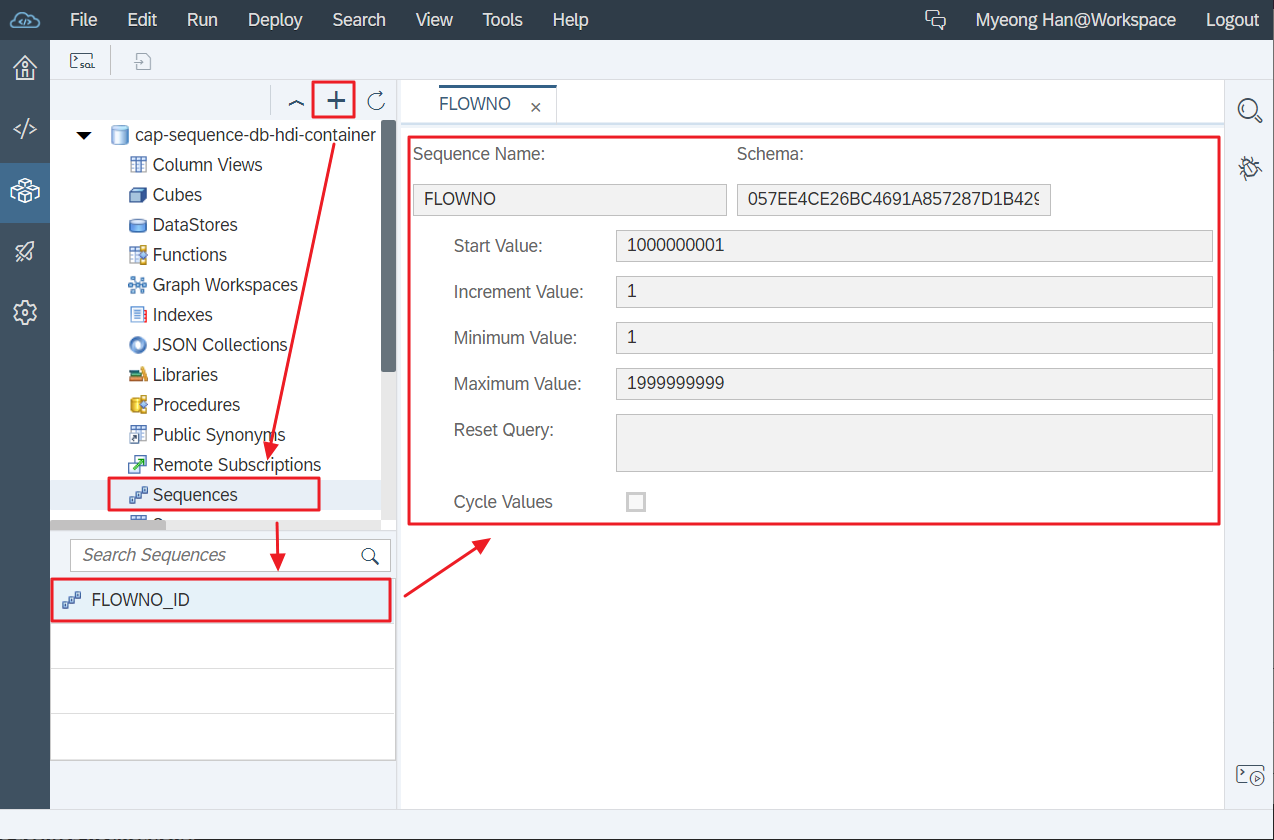 File Edit Run Deploy Search View Tools Help Myeong Han@Workspace Logout
SQL
FLOWNO ×
cap-sequence-db-hdi-container
Column Views
Cubes
DataStores
Functions
Graph Workspaces
Indexes
JSON Collections
Libraries
Procedures
Public Synonyms
Remote Subscriptions
Sequences
Search Sequences
FLOWNO_ID
Sequence Name: Schema:
FLOWNO 057EE4CE26BC4691A857287D1B429
Start Value: 1000000001
Increment Value: 1
Minimum Value: 1
Maximum Value: 1999999999
Reset Query:
Cycle Values